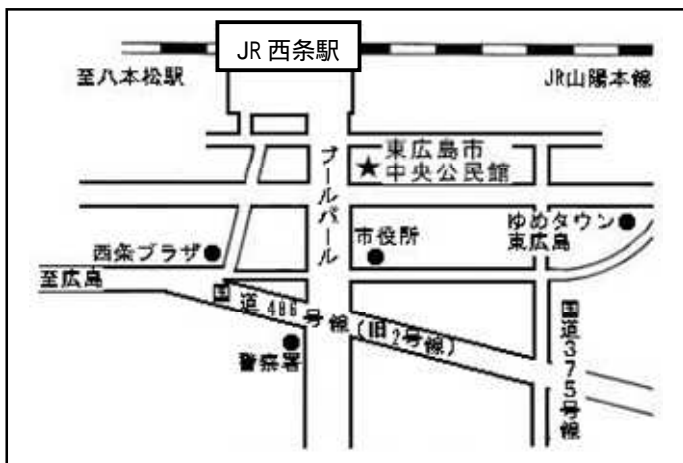 JR 西条駅
至八本松駅
JR山陽本線
ブールバール
東広島市
中央公民館
ゆめタウン
東広島
市役所
西条プラザ
至広島
国道486号線(旧2号線)
警察署
国道375号線